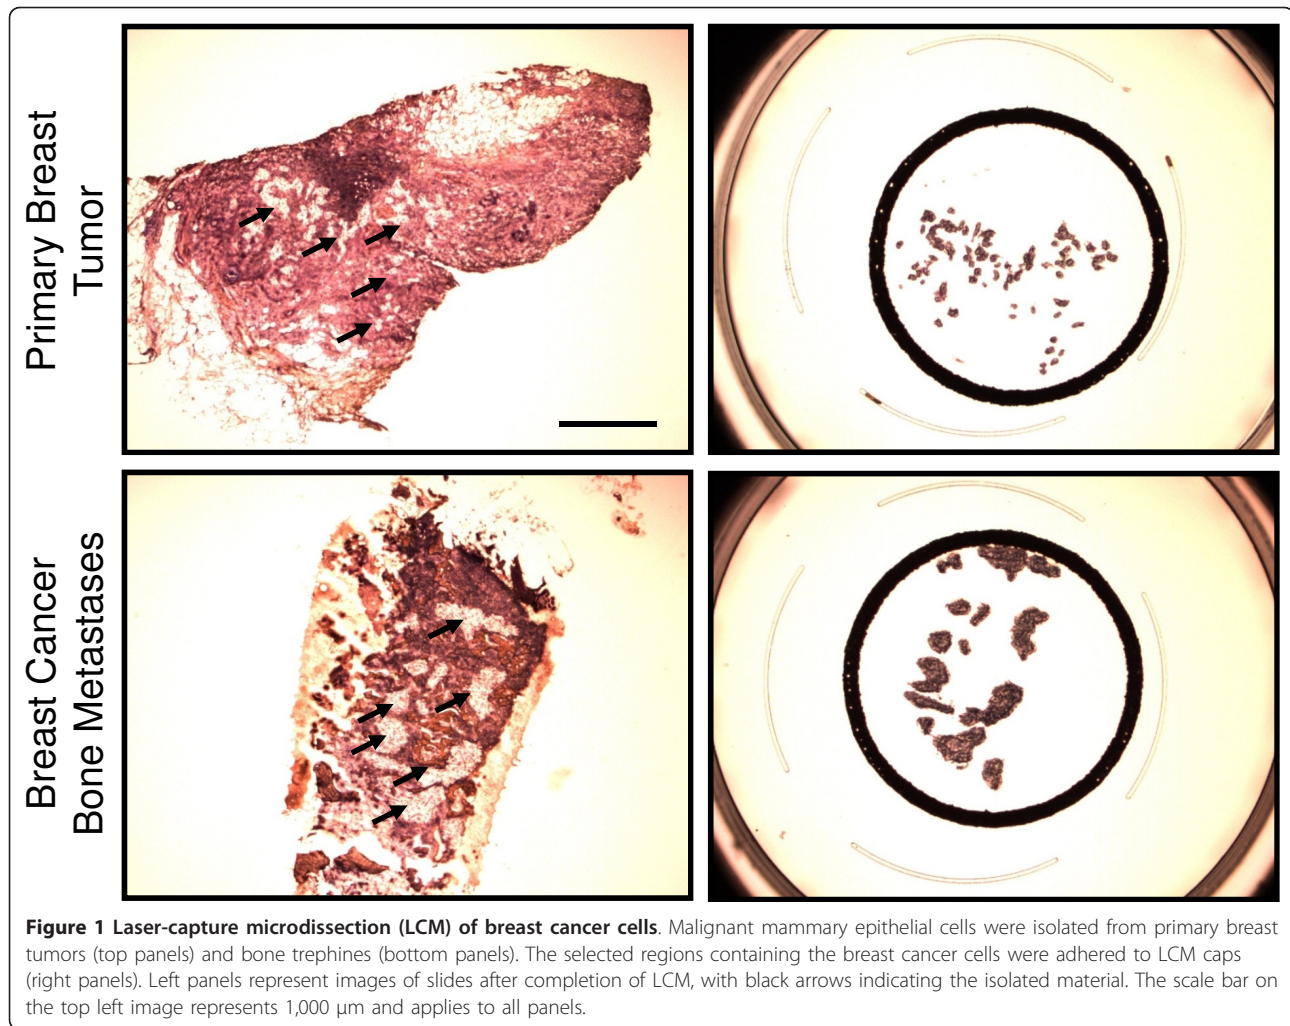 Primary Breast
Tumor
Breast Cancer
Bone Metastases
Figure 1 Laser-capture microdissection (LCM) of breast cancer cells. Malignant mammary epithelial cells were isolated from primary breast
tumors (top panels) and bone trephines (bottom panels). The selected regions containing the breast cancer cells were adhered to LCM caps
(right panels). Left panels represent images of slides after completion of LCM, with black arrows indicating the isolated material. The scale bar on
the top left image represents 1,000 μm and applies to all panels.